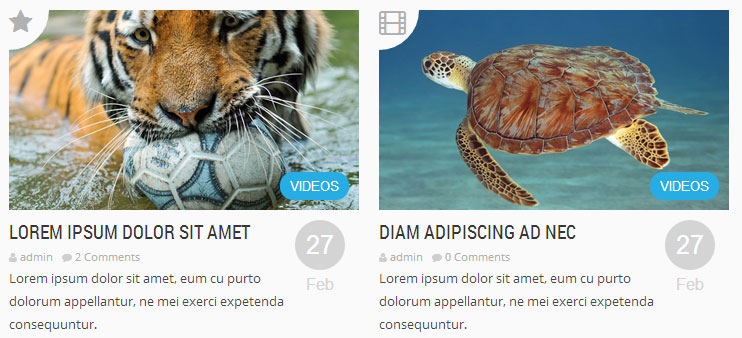 VIDEOS
LOREM IPSUM DOLOR SIT AMET
27
Feb
admin 2 Comments
Lorem ipsum dolor sit amet, eum cu purto
dolorum appellantur, ne mei exerci expetenda
consequuntur.
VIDEOS
DIAM ADIPISCING AD NEC
27
Feb
admin 0 Comments
Lorem ipsum dolor sit amet, eum cu purto
dolorum appellantur, ne mei exerci expetenda
consequuntur.